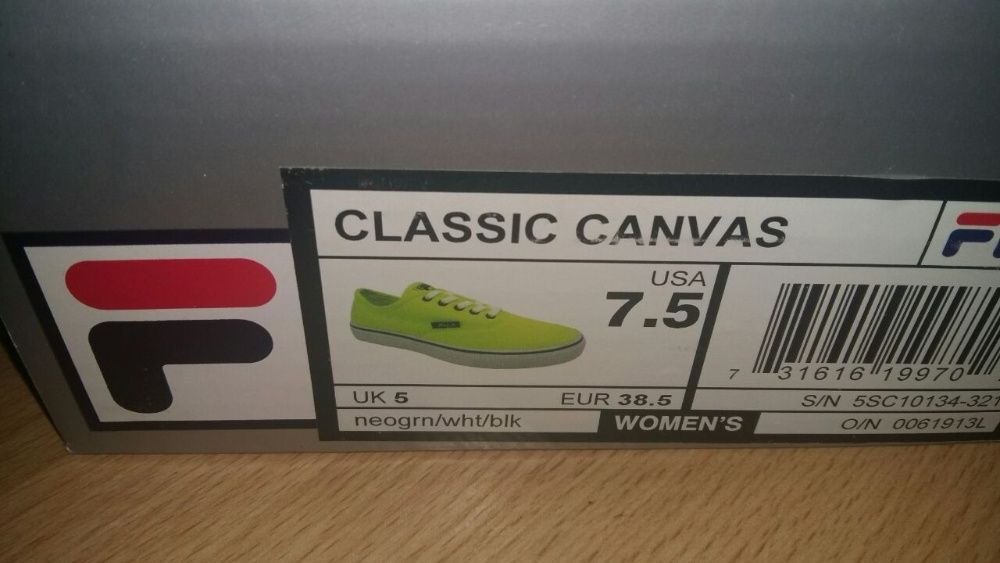 CLASSIC CANVAS
USA
7.5
UK 5 EUR 38.5
neogrn/wht/blk WOMEN'S
7 31616 19970
S/N 5SC10134-321
O/N 0061913L